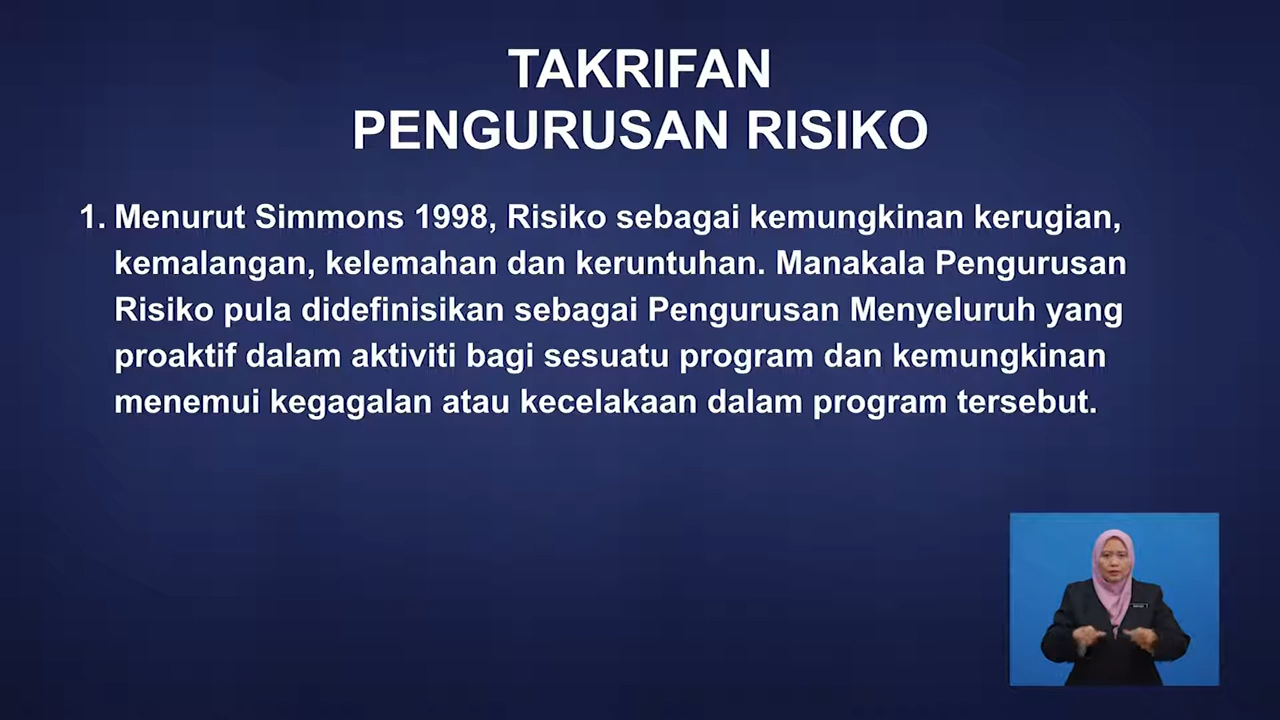 TAKRIFAN
PENGURUSAN RISIKO
1. Menurut Simmons 1998, Risiko sebagai kemungkinan kerugian,
kemalangan, kelemahan dan keruntuhan. Manakala Pengurusan
Risiko pula didefinisikan sebagai Pengurusan Menyeluruh yang
proaktif dalam aktiviti bagi sesuatu program dan kemungkinan
menemui kegagalan atau kecelakaan dalam program tersebut.